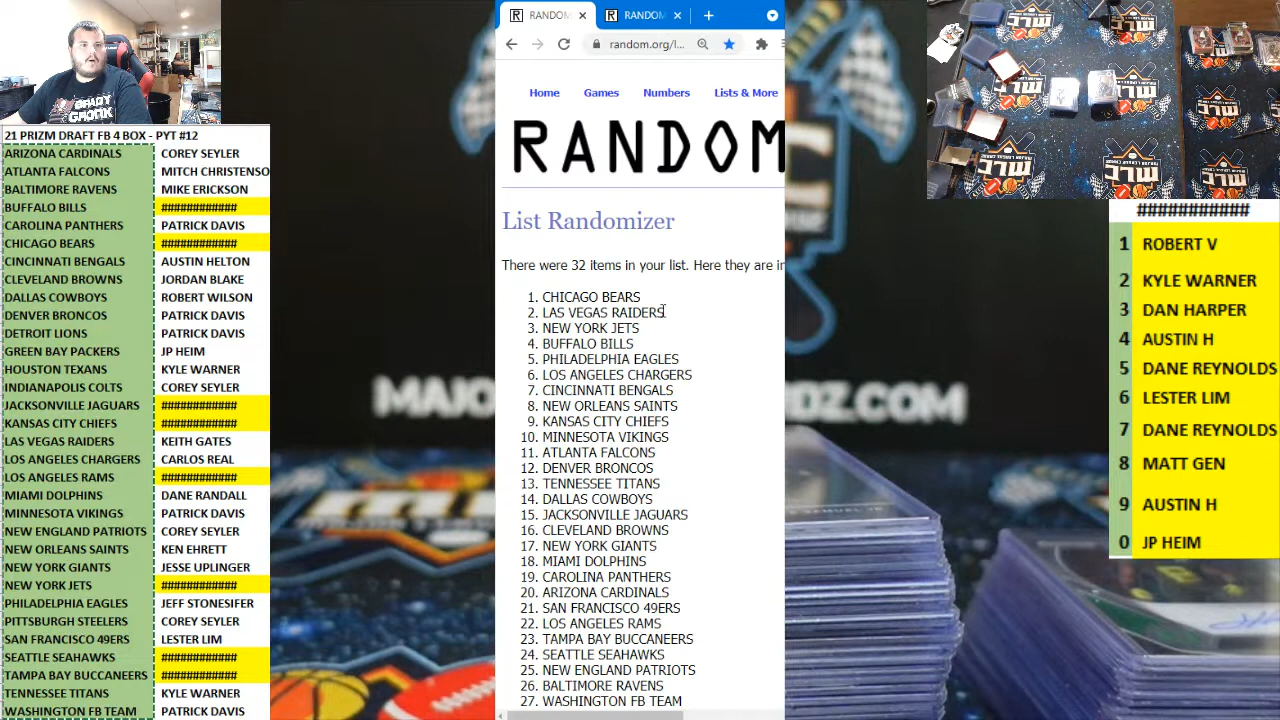 BRADY
GRONK
21 PRIZM DRAFT FB 4 BOX - PYT #12
ARIZONA CARDINALS COREY SEYLER
ATLANTA FALCONS MITCH CHRISTENSO
BALTIMORE RAVENS MIKE ERICKSON
BUFFALO BILLS ############
CAROLINA PANTHERS PATRICK DAVIS
CHICAGO BEARS ############
CINCINNATI BENGALS AUSTIN HELTON
CLEVELAND BROWNS JORDAN BLAKE
DALLAS COWBOYS ROBERT WILSON
DENVER BRONCOS PATRICK DAVIS
DETROIT LIONS PATRICK DAVIS
GREEN BAY PACKERS JP HEIM
HOUSTON TEXANS KYLE WARNER
INDIANAPOLIS COLTS COREY SEYLER
JACKSONVILLE JAGUARS ############
KANSAS CITY CHIEFS ############
LAS VEGAS RAIDERS KEITH GATES
LOS ANGELES CHARGERS CARLOS REAL
LOS ANGELES RAMS ############
MIAMI DOLPHINS DANE RANDALL
MINNESOTA VIKINGS PATRICK DAVIS
NEW ENGLAND PATRIOTS COREY SEYLER
NEW ORLEANS SAINTS KEN EHRETT
NEW YORK GIANTS JESSE UPLINGER
NEW YORK JETS ############
PHILADELPHIA EAGLES JEFF STONESIFER
PITTSBURGH STEELERS COREY SEYLER
SAN FRANCISCO 49ERS LESTER LIM
SEATTLE SEAHAWKS ############
TAMPA BAY BUCCANEERS ############
TENNESSEE TITANS KYLE WARNER
WASHINGTON FB TEAM PATRICK DAVIS
RANDOM
RANDOM
random.org/l...
Home Games Numbers Lists & More
RANDOM
List Randomizer
There were 32 items in your list. Here they are in
1. CHICAGO BEARS
2. LAS VEGAS RAIDERS
3. NEW YORK JETS
4. BUFFALO BILLS
5. PHILADELPHIA EAGLES
6. LOS ANGELES CHARGERS
7. CINCINNATI BENGALS
8. NEW ORLEANS SAINTS
9. KANSAS CITY CHIEFS
10. MINNESOTA VIKINGS
11. ATLANTA FALCONS
12. DENVER BRONCOS
13. TENNESSEE TITANS
14. DALLAS COWBOYS
15. JACKSONVILLE JAGUARS
16. CLEVELAND BROWNS
17. NEW YORK GIANTS
18. MIAMI DOLPHINS
19. CAROLINA PANTHERS
20. ARIZONA CARDINALS
21. SAN FRANCISCO 49ERS
22. LOS ANGELES RAMS
23. TAMPA BAY BUCCANEERS
24. SEATTLE SEAHAWKS
25. NEW ENGLAND PATRIOTS
26. BALTIMORE RAVENS
27. WASHINGTON FB TEAM
###########
1 ROBERT V
2 KYLE WARNER
3 DAN HARPER
4 AUSTIN H
5 DANE REYNOLDS
6 LESTER LIM
7 DANE REYNOLDS
8 MATT GEN
9 AUSTIN H
0 JP HEIM